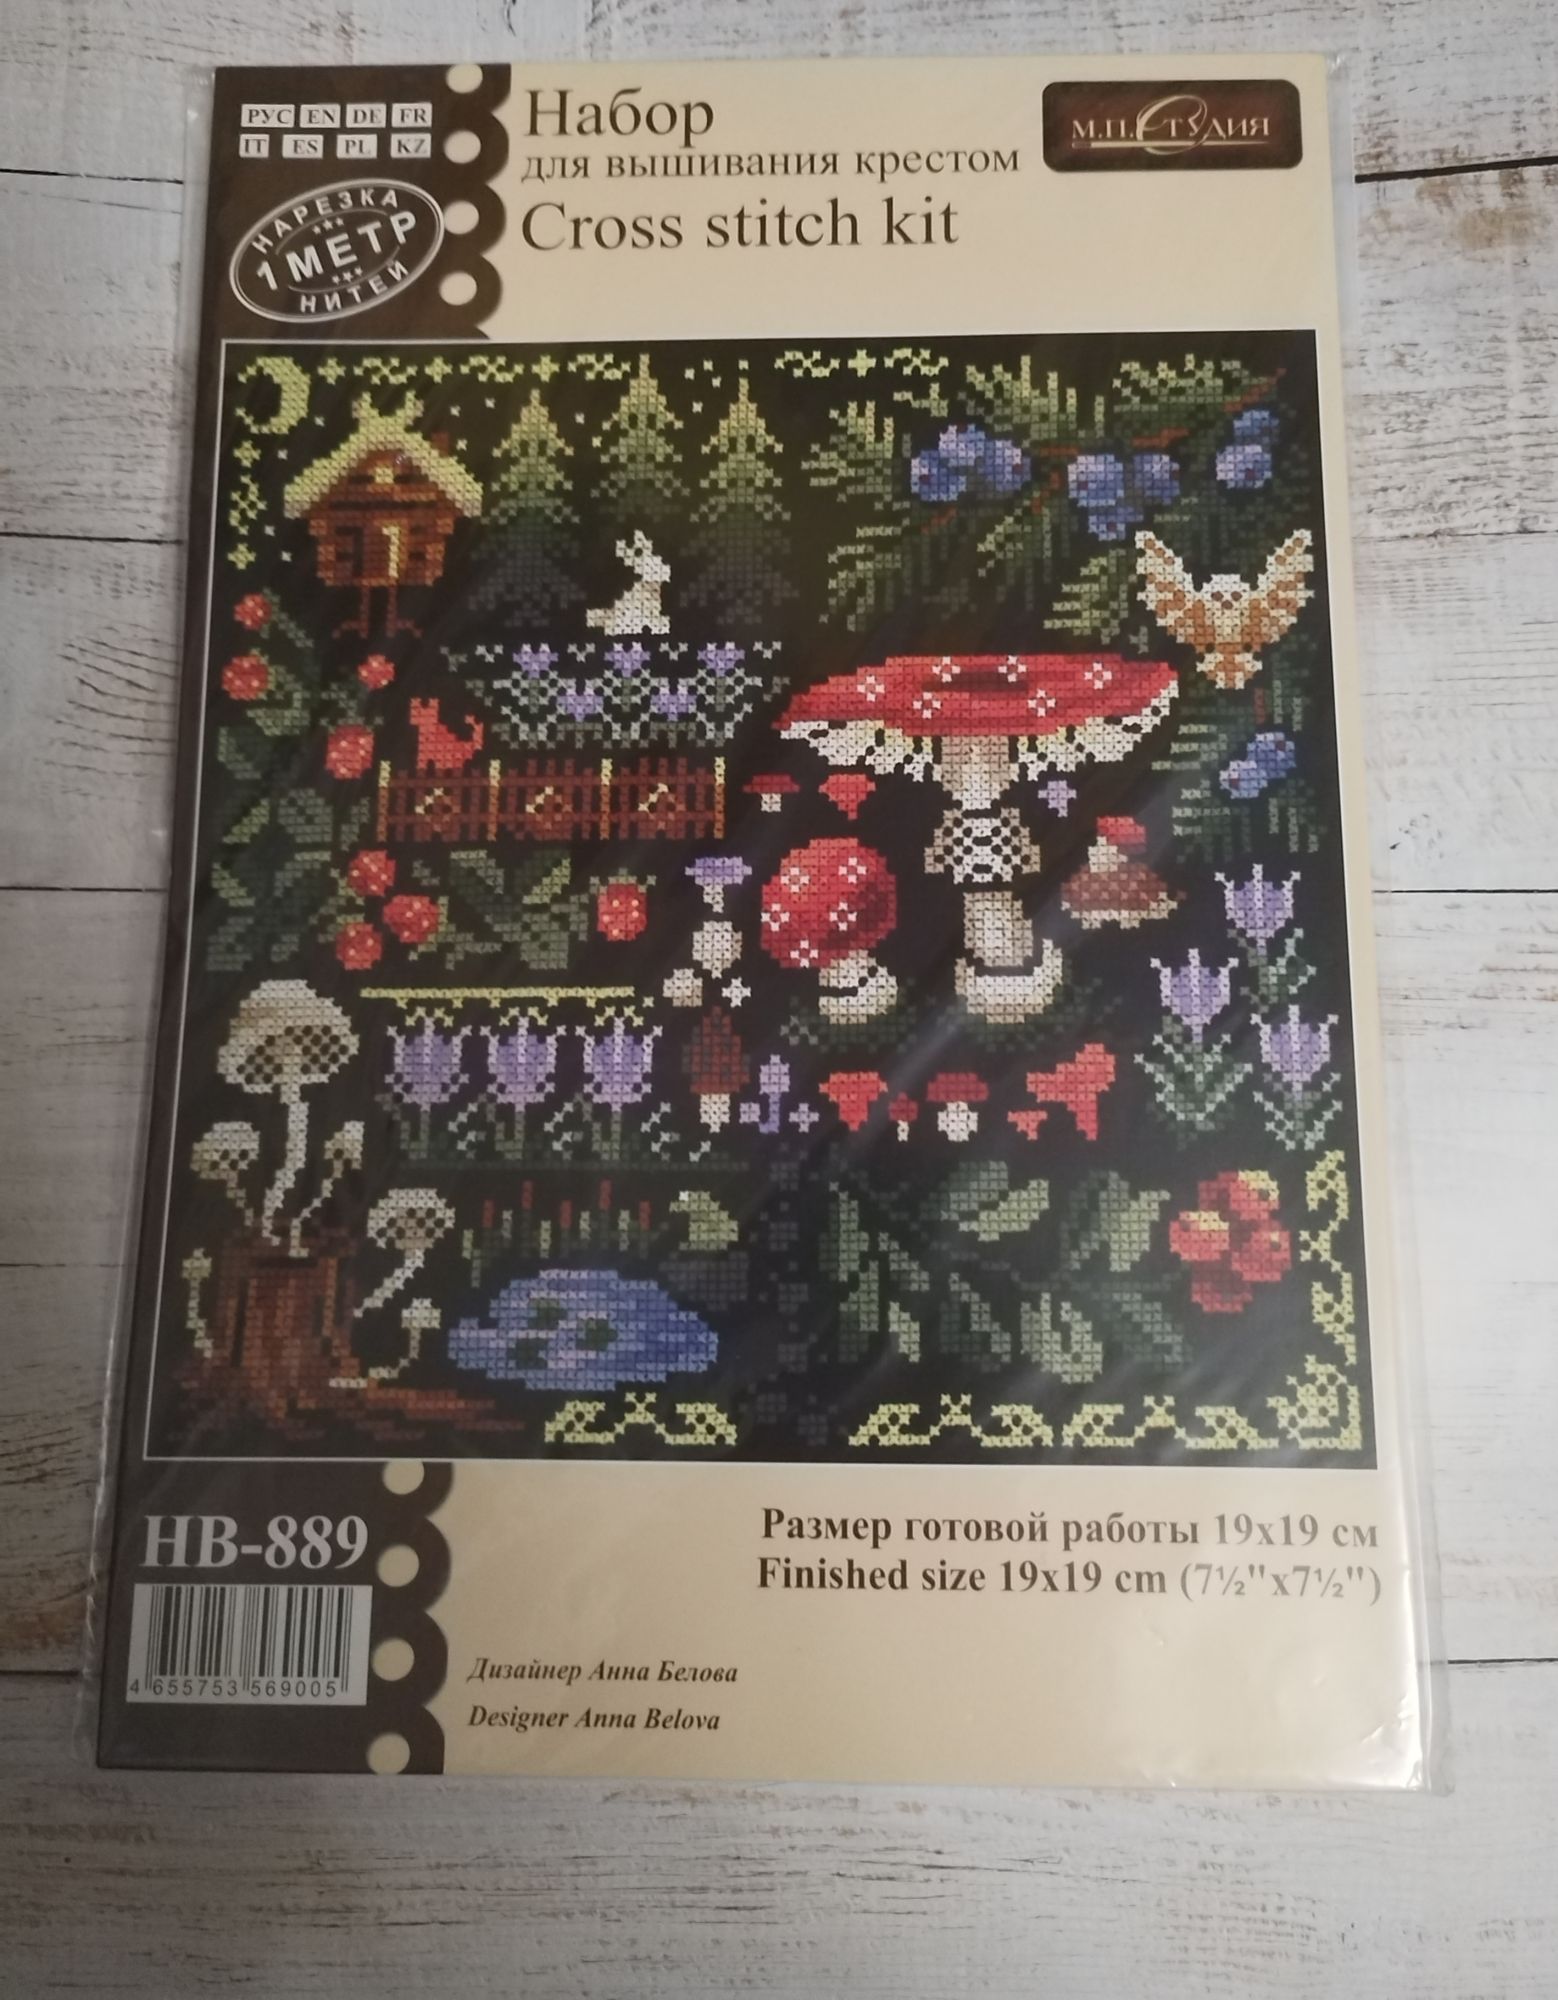 РУС EN DE FR
IT ES PL KZ
НАРЕЗКА
1 МЕТР
НИТЕЙ
Набор
для вышивания крестом
Cross stitch kit
М.П.Студия
НВ-889
4 655753 569005
Размер готовой работы 19х19 см
Finished size 19x19 cm (7½"x7½")
Дизайнер Анна Белова
Designer Anna Belova